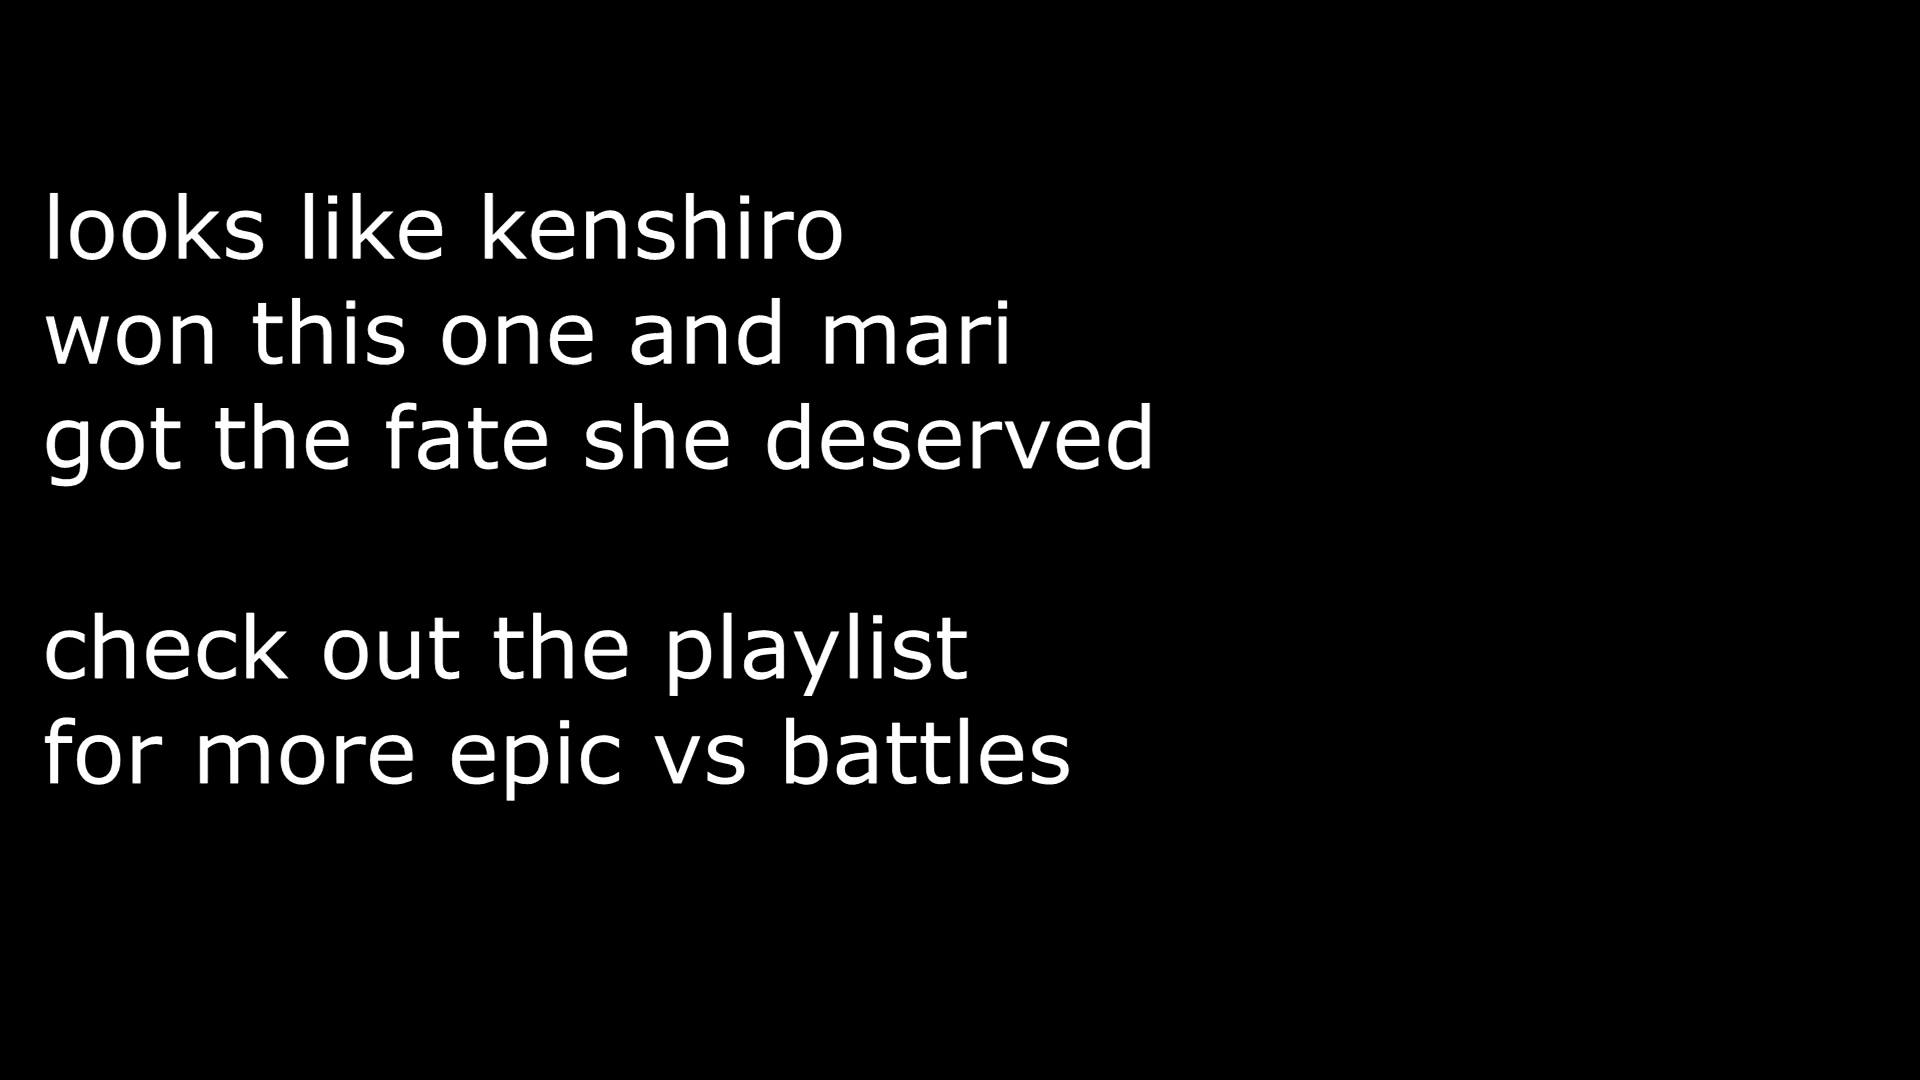 looks like kenshiro
won this one and mari
got the fate she deserved
check out the playlist
for more epic vs battles